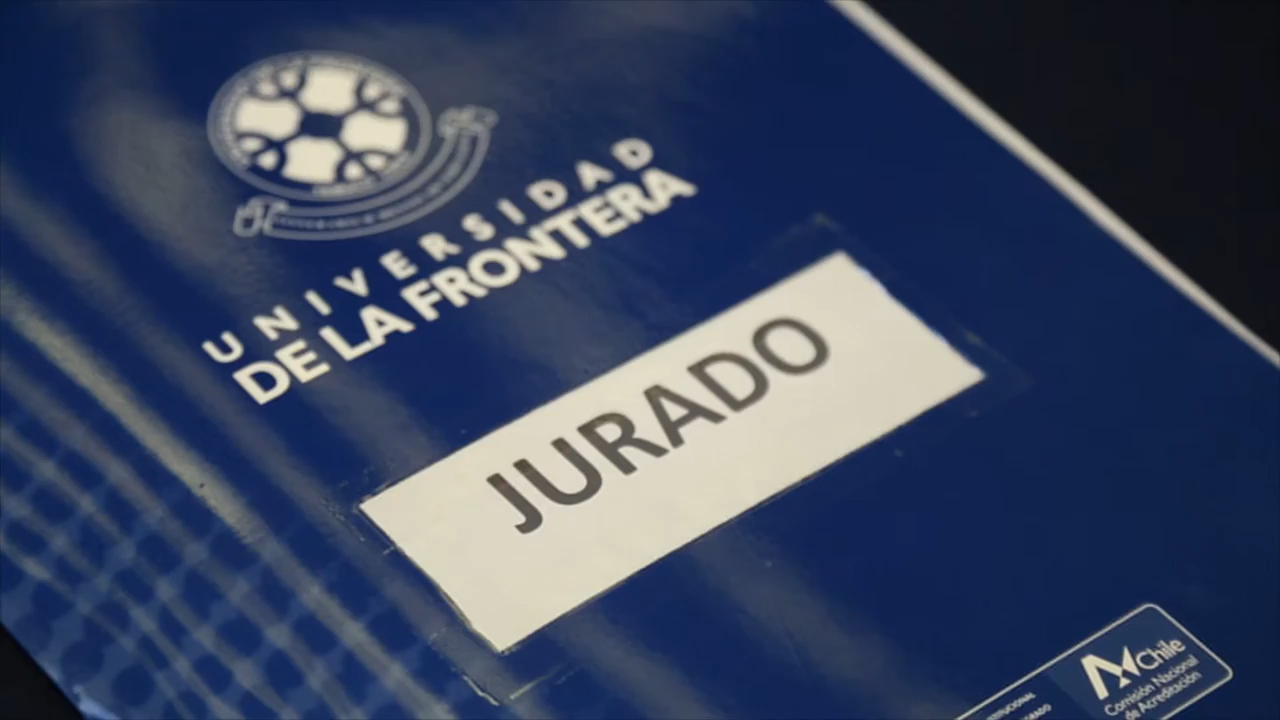 UNIVERSIDAD
DE LA FRONTERA
JURADO
Chile
Comisión Nacional
de Acreditación